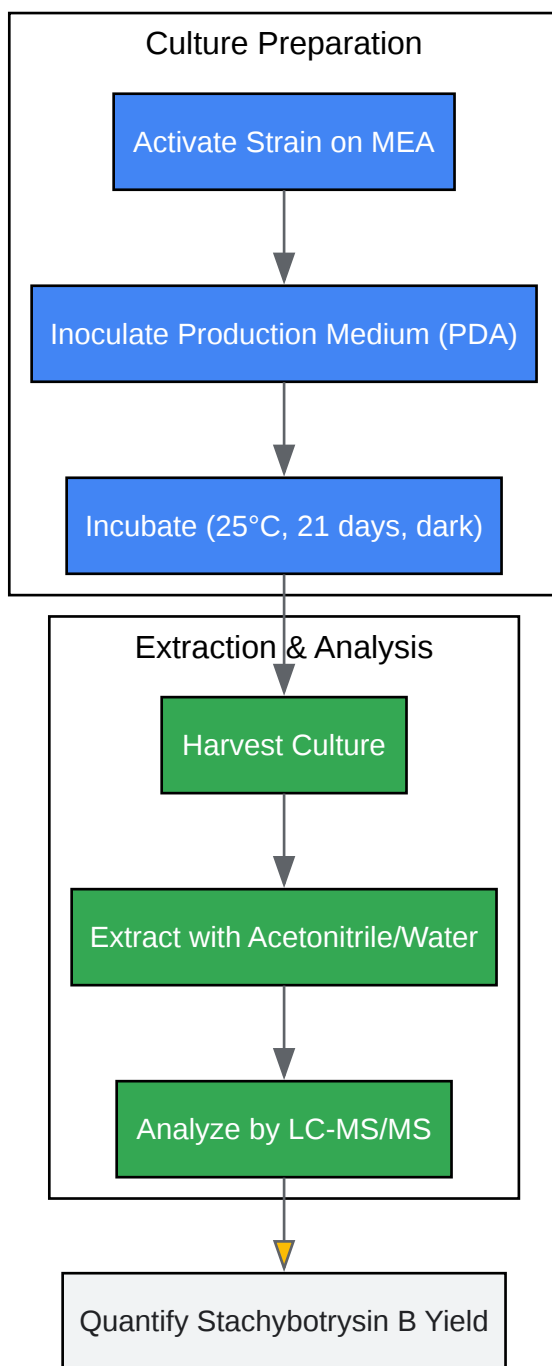 Culture Preparation
Activate Strain on MEA
Inoculate Production Medium (PDA)
Incubate (25°C, 21 days, dark)
Extraction & Analysis
Harvest Culture
Extract with Acetonitrile/Water
Analyze by LC-MS/MS
Quantify Stachybotrysin B Yield